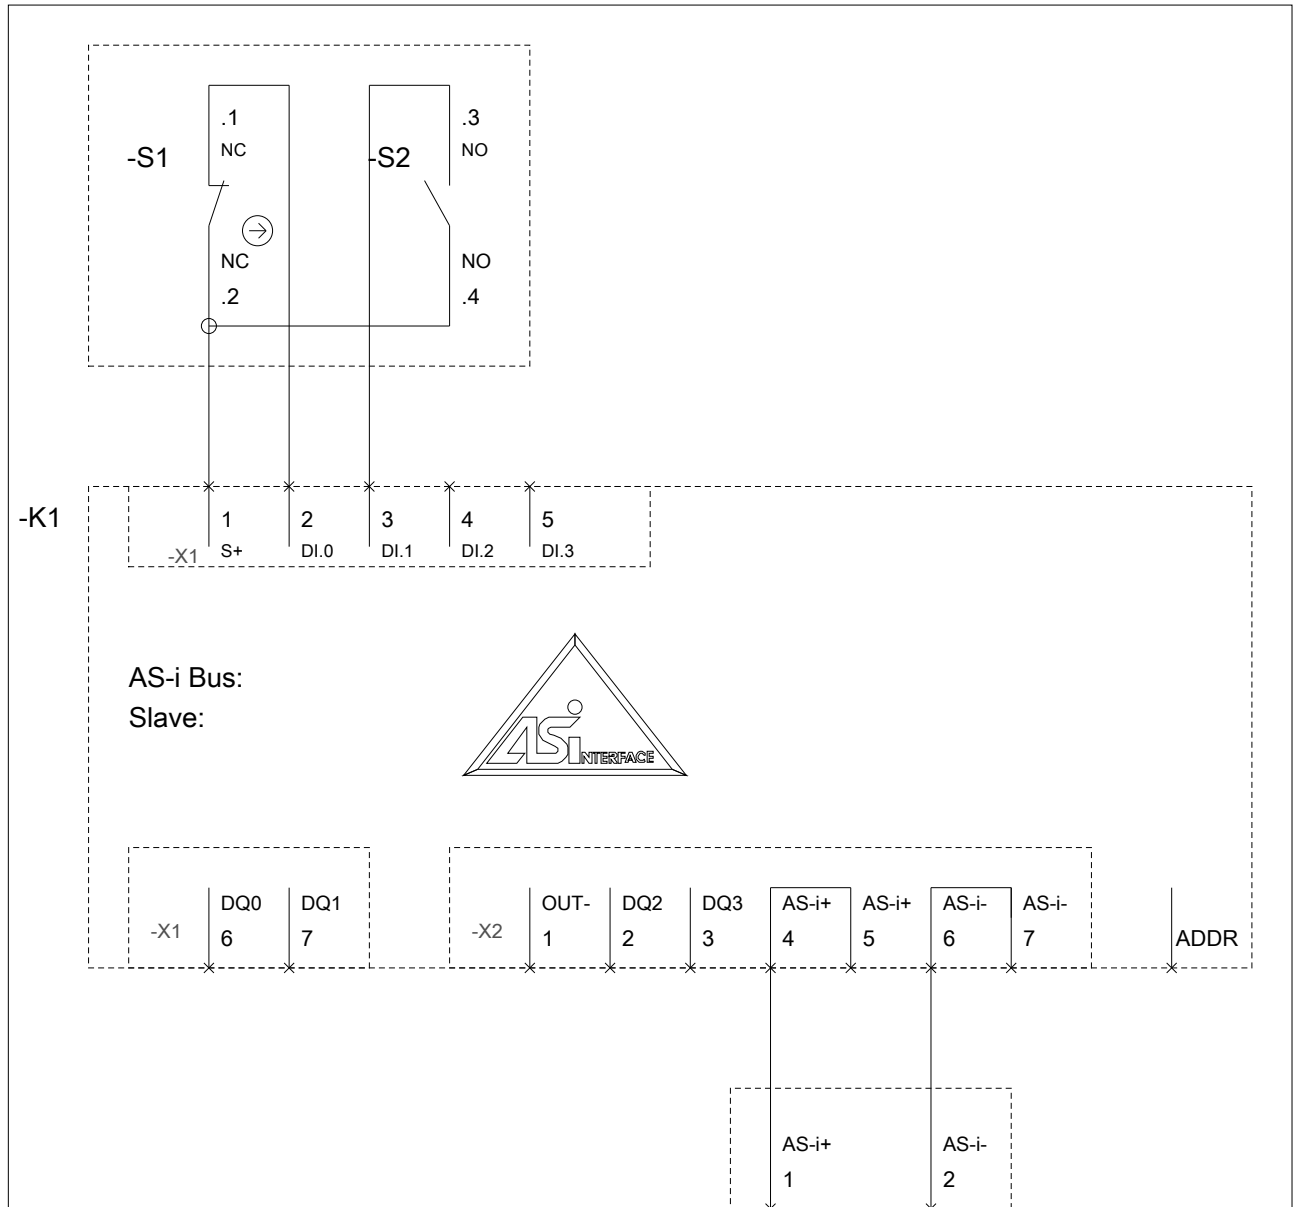 .1 .3
-S1 NC -S2 NO
NC NO
.2 .4
-K1 1 2 3 4 5
-X1 S+ DI.0 DI.1 DI.2 DI.3
AS-i Bus:
Slave:
ASi INTERFACE
DQ0 DQ1 OUT- DQ2 DQ3 AS-i+ AS-i+ AS-i- AS-i-
-X1 6 7 -X2 1 2 3 4 5 6 7 ADDR
AS-i+ AS-i-
1 2